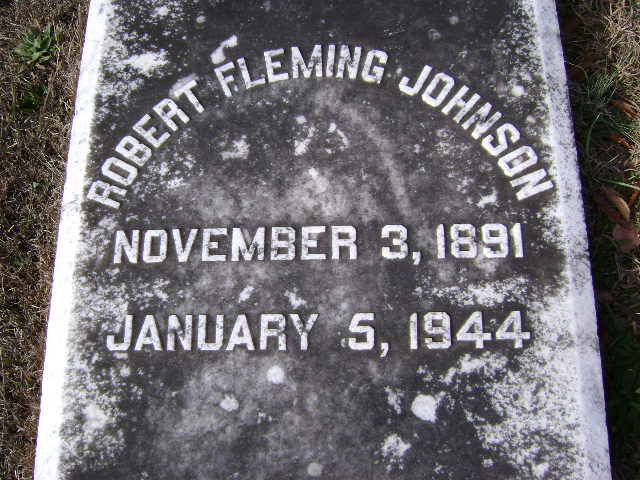 ROBERT FLEMING JOHNSON
NOVEMBER 3, 1891
JANUARY 5, 1944